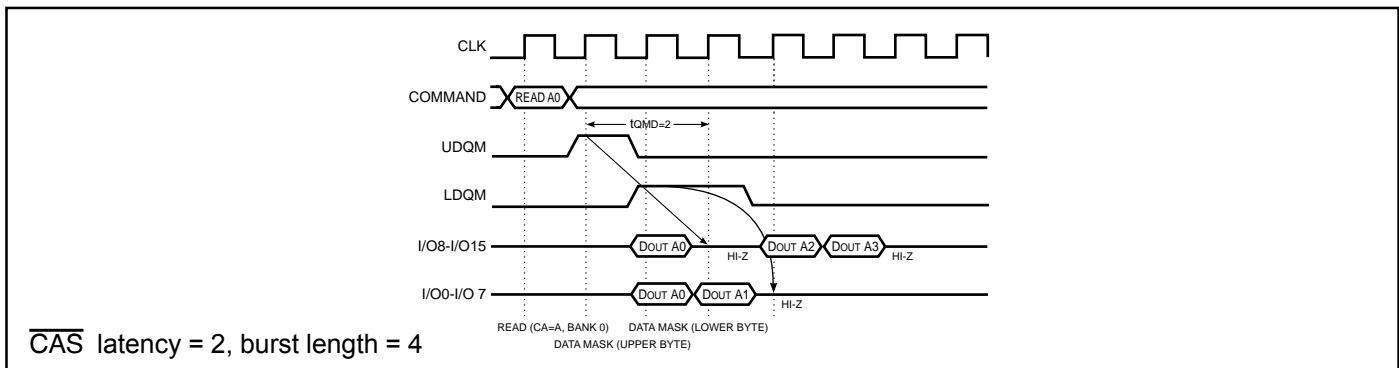 CLK
COMMAND READ A0
tQMD=2
UDQM
LDQM
I/O8-I/O15 DOUT A0 HI-Z DOUT A2 DOUT A3 HI-Z
I/O0-I/O 7 DOUT A0 DOUT A1 HI-Z
READ (CA=A, BANK 0) DATA MASK (LOWER BYTE)
DATA MASK (UPPER BYTE)
CAS latency = 2, burst length = 4